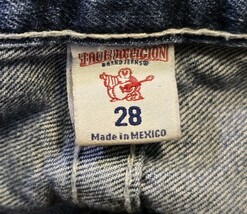 TRUE RELIGION
BRAND JEANS®
28
Made in MEXICO